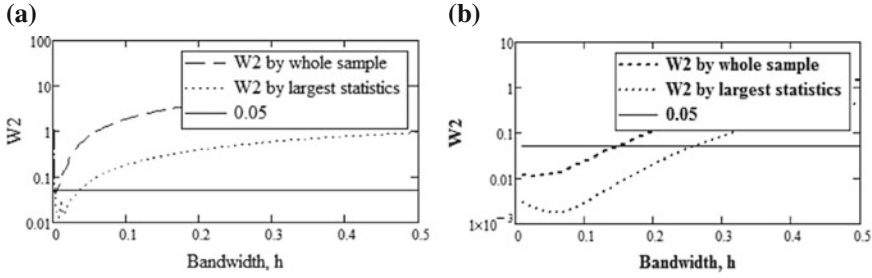 (a)
100
10
1
0.1
0.01
W2
W2 by whole sample
W2 by largest statistics
0.05
0
0.1
0.2
0.3
0.4
0.5
Bandwidth, h
(b)
10
1
0.1
0.01
1×10⁻³
W2
W2 by whole sample
W2 by largest statistics
0.05
0
0.1
0.2
0.3
0.4
0.5
Bandwidth, h